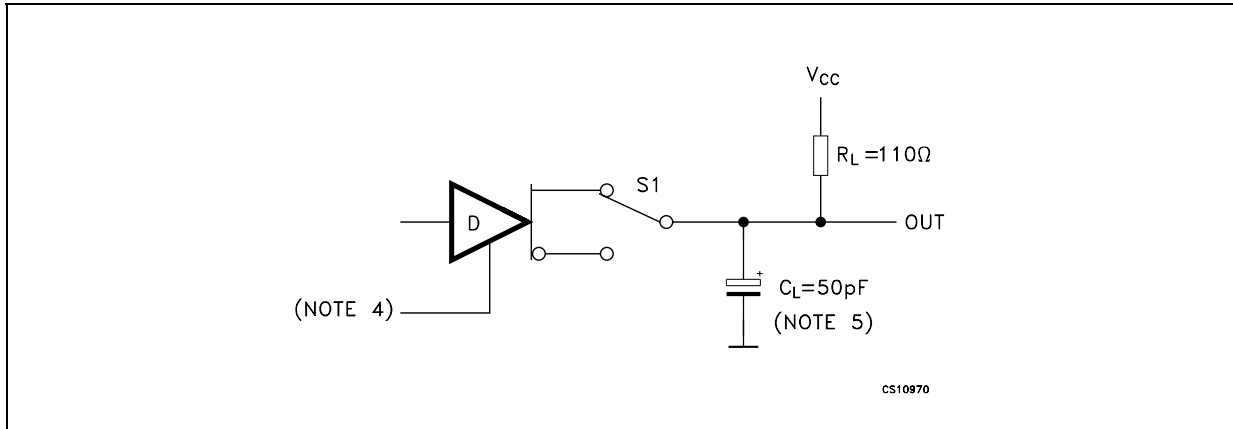 VCC
RL=110Ω
S1
D
OUT
CL=50pF
(NOTE 4)
(NOTE 5)
+
CS10970